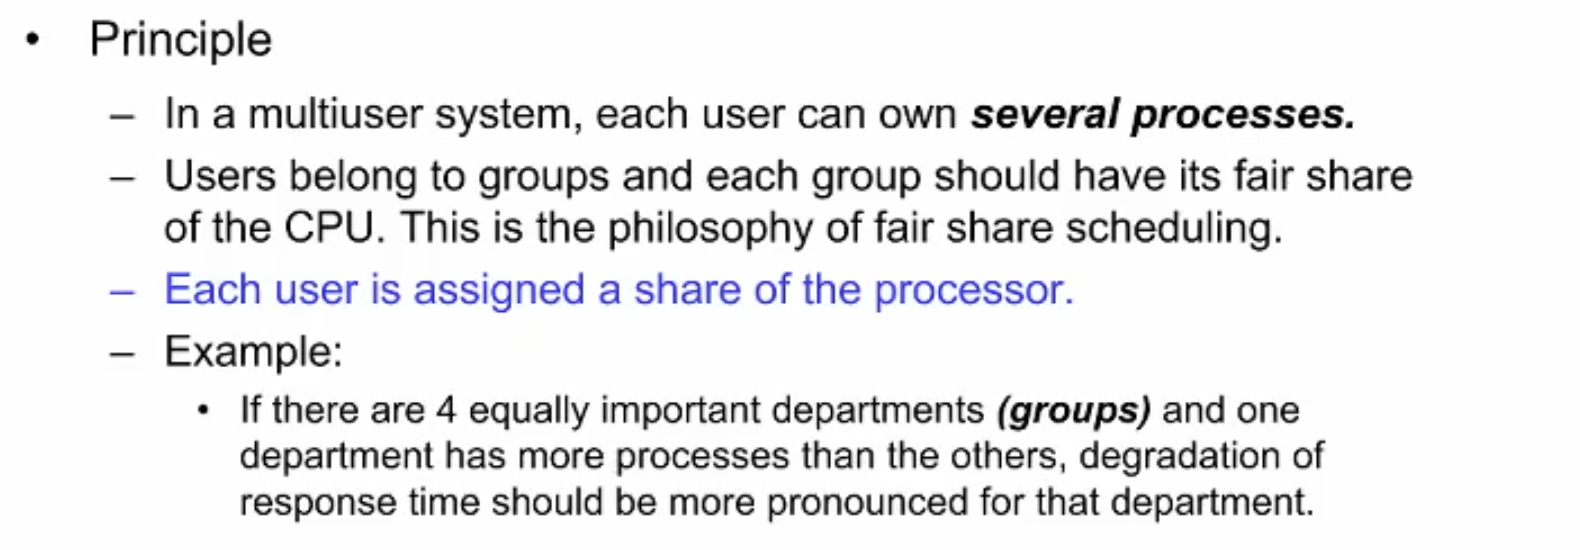 • Principle
– In a multiuser system, each user can own several processes.
– Users belong to groups and each group should have its fair share
of the CPU. This is the philosophy of fair share scheduling.
– Each user is assigned a share of the processor.
– Example:
• If there are 4 equally important departments (groups) and one
department has more processes than the others, degradation of
response time should be more pronounced for that department.